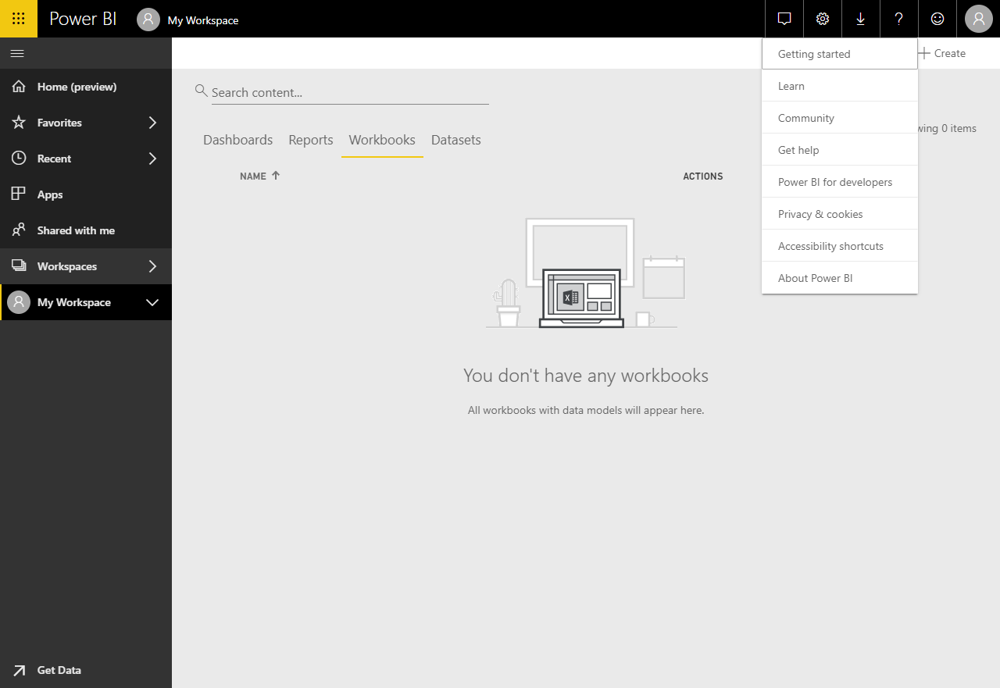 Power BI
My Workspace
?
Getting started
Create
Home (preview)
Search content...
Learn
Favorites
Community
Dashboards
Reports
Workbooks
Datasets
wing 0 items
Recent
Get help
NAME
ACTIONS
Power BI for developers
Apps
Privacy & cookies
Shared with me
Accessibility shortcuts
Workspaces
About Power BI
My Workspace
X
You don't have any workbooks
All workbooks with data models will appear here.
Get Data